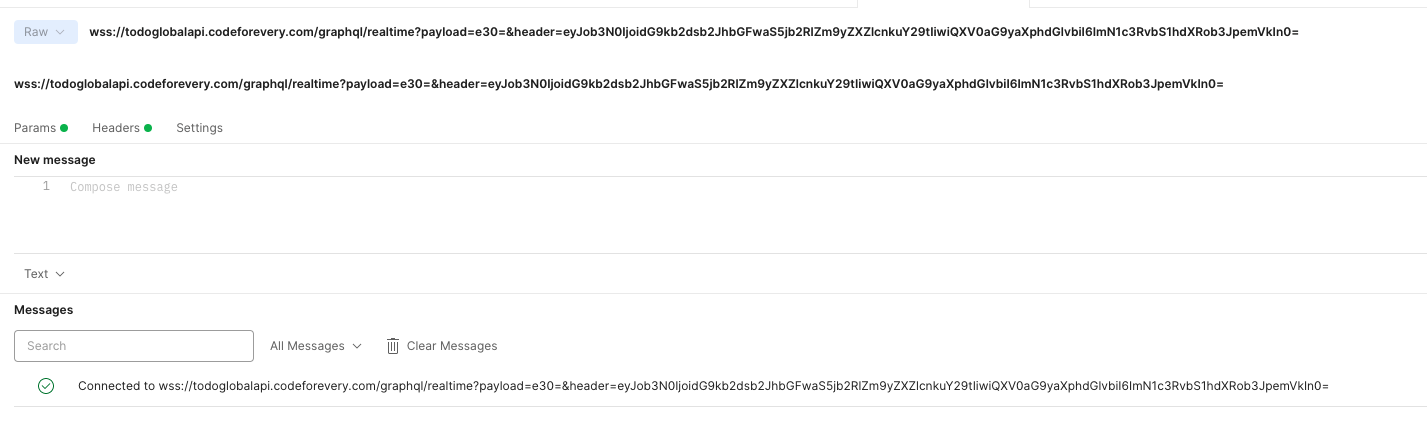 Raw wss://todoglobalapi.codeforevery.com/graphql/realtime?payload=e30=&header=eyJob3N0IjoidG9kb2dsb2JhbGFwaS5jb2RlZm9yZXZlcnkuY29tIiwiQXV0aG9yaXphdGlvbiI6ImN1c3RvbS1hdXRob3JpemVkIn0=
wss://todoglobalapi.codeforevery.com/graphql/realtime?payload=e30=&header=eyJob3N0IjoidG9kb2dsb2JhbGFwaS5jb2RlZm9yZXZlcnkuY29tIiwiQXV0aG9yaXphdGlvbiI6ImN1c3RvbS1hdXRob3JpemVkIn0=
Params Headers Settings
New message
1 Compose message
Text
Messages
Search All Messages Clear Messages
Connected to wss://todoglobalapi.codeforevery.com/graphql/realtime?payload=e30=&header=eyJob3N0IjoidG9kb2dsb2JhbGFwaS5jb2RlZm9yZXZlcnkuY29tIiwiQXV0aG9yaXphdGlvbiI6ImN1c3RvbS1hdXRob3JpemVkIn0=